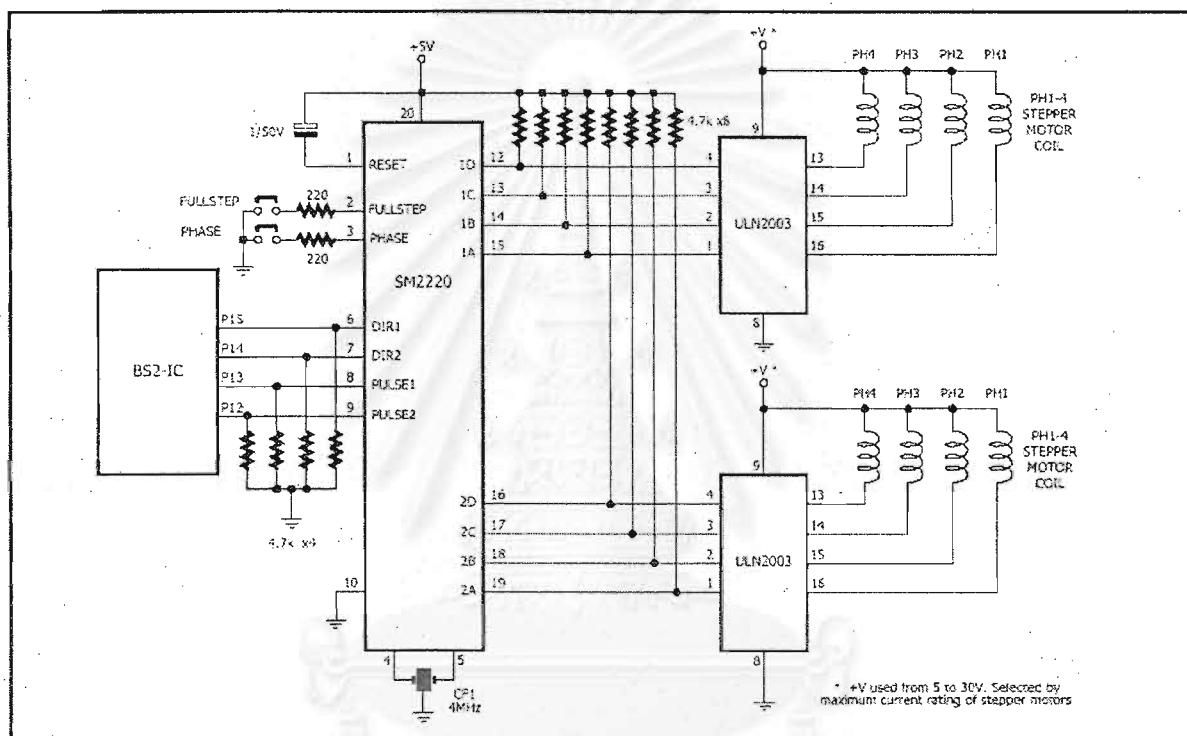 +5V
1/50V
20
1 RESET
FULLSTEP 220 2 FULLSTEP
PHASE 220 3 PHASE
SM2220
BS2-IC
P15 6 DIR1
P14 7 DIR2
P13 8 PULSE1
P12 9 PULSE2
4.7k x4
10
4 5
CP1
4MHz
1D 12
1C 13
1B 14
1A 15
4.7k x8
2D 16
2C 17
2B 18
2A 19
+V *
9
4 13
3 14
2 15
1 16
ULN2003
8
PH4 PH3 PH2 PH1
PH1-4
STEPPER
MOTOR
COIL
+V *
9
4 13
3 14
2 15
1 16
ULN2003
8
PH4 PH3 PH2 PH1
PH1-4
STEPPER
MOTOR
COIL
* +V used from 5 to 30V. Selected by
maximum current rating of stepper motors